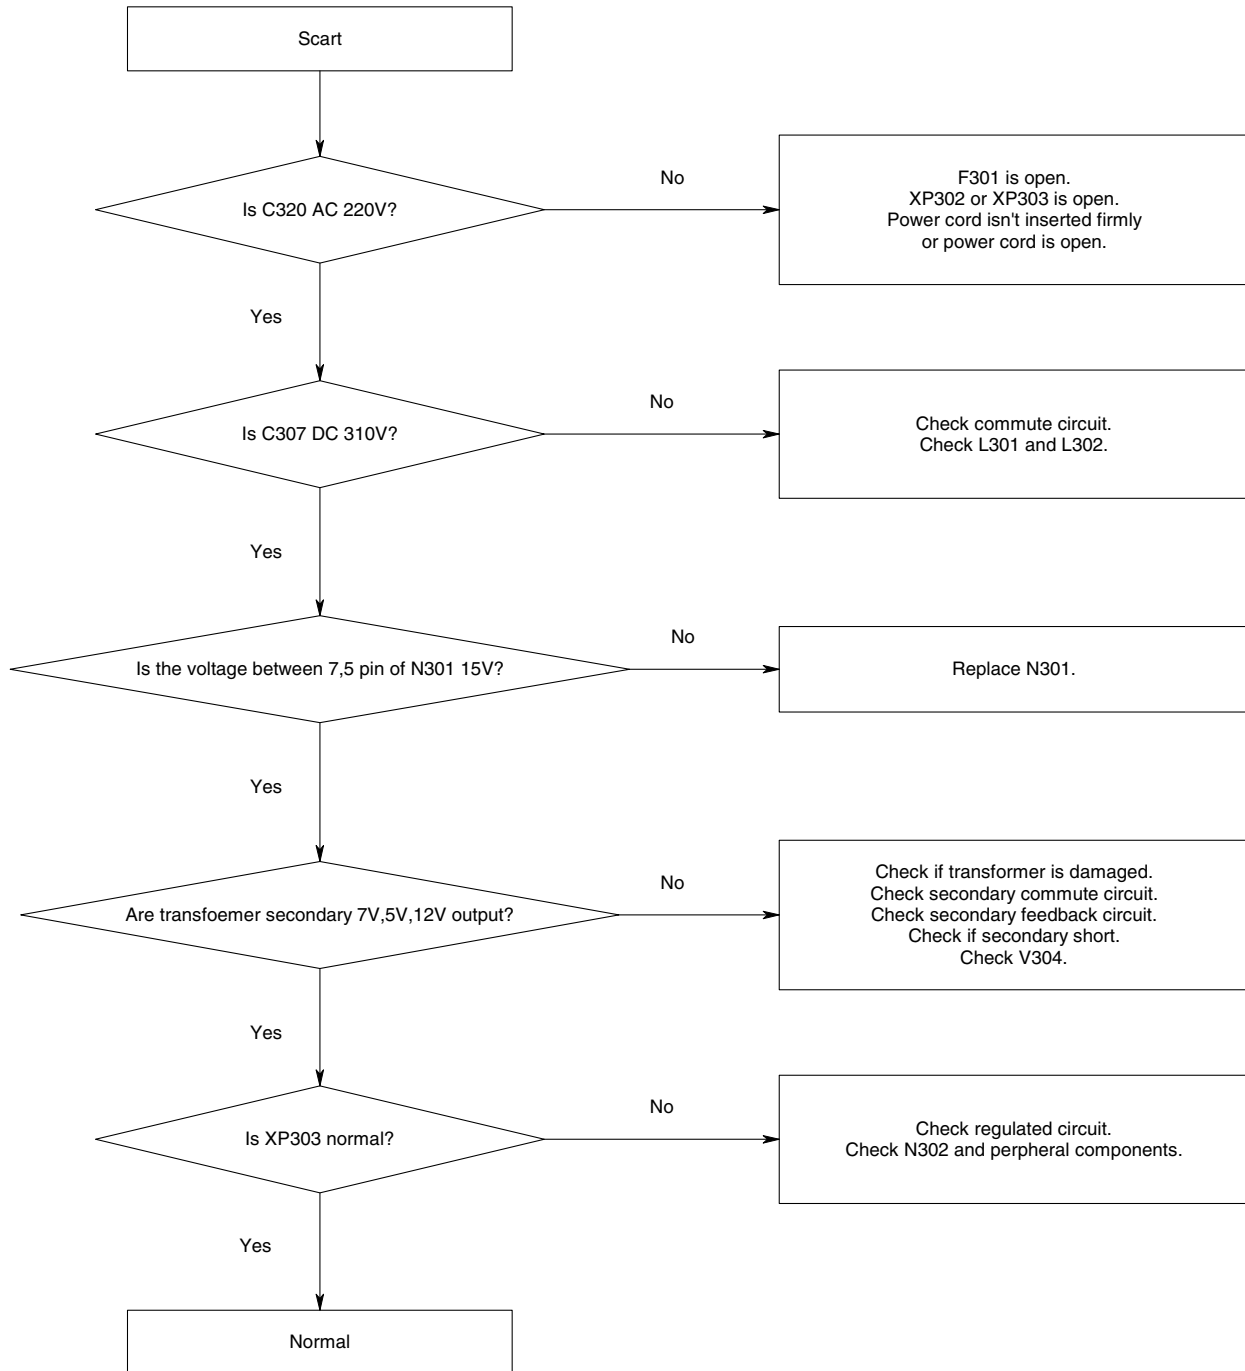 Scart
Is C320 AC 220V?
No
F301 is open.
XP302 or XP303 is open.
Power cord isn't inserted firmly
or power cord is open.
Yes
Is C307 DC 310V?
No
Check commute circuit.
Check L301 and L302.
Yes
Is the voltage between 7,5 pin of N301 15V?
No
Replace N301.
Yes
Are transfoemer secondary 7V,5V,12V output?
No
Check if transformer is damaged.
Check secondary commute circuit.
Check secondary feedback circuit.
Check if secondary short.
Check V304.
Yes
Is XP303 normal?
No
Check regulated circuit.
Check N302 and perpheral components.
Yes
Normal